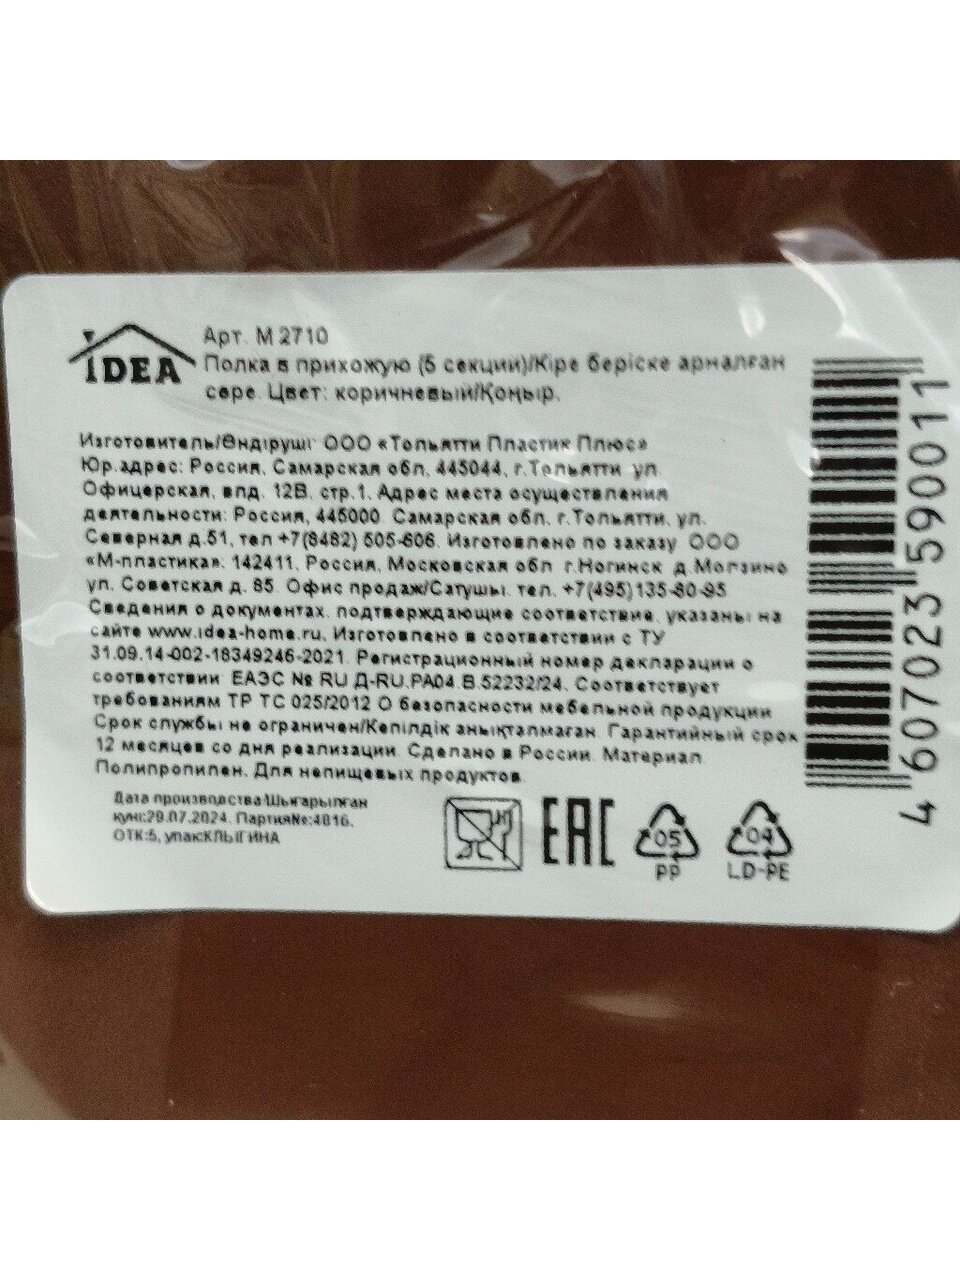 iDEA
Арт. М 2710
Полка в прихожую (5 секций)/Кіре беріске арналған
сөре. Цвет: коричневый/Қоңыр.
Изготовитель/Өндіруші: ООО «Тольятти Пластик Плюс»
Юр.адрес: Россия, Самарская обл, 445044, г.Тольятти, ул.
Офицерская, влд. 12В, стр.1. Адрес места осуществления
деятельности: Россия, 445000. Самарская обл, г.Тольятти, ул.
Северная д.51, тел +7(8482) 505-606. Изготовлено по заказу ООО
«М-пластика», 142411, Россия, Московская обл г.Ногинск д Молзино
ул. Советская д. 85. Офис продаж/Сатушы. тел. +7(495)135-80-95.
Сведения о документах, подтверждающие соответствие, указаны на
сайте www.idea-home.ru. Изготовлено в соответствии с ТУ
31.09.14-002-18349246-2021. Регистрационный номер декларации о
соответствии ЕАЭС № RU Д-RU.РА04.В.52232/24. Соответствует
требованиям ТР ТС 025/2012 О безопасности мебельной продукции
Срок службы не ограничен/Кепілдік анықталмаған. Гарантийный срок
12 месяцев со дня реализации. Сделано в России. Материал
Полипропилен. Для непищевых продуктов.
Дата производства/Шығарылған
күні:29.07.2024. Партия№:4816.
ОТК:5, упак:КЛЫГИНА
EAC
05
PP
04
LD-PE
4 607023 590011